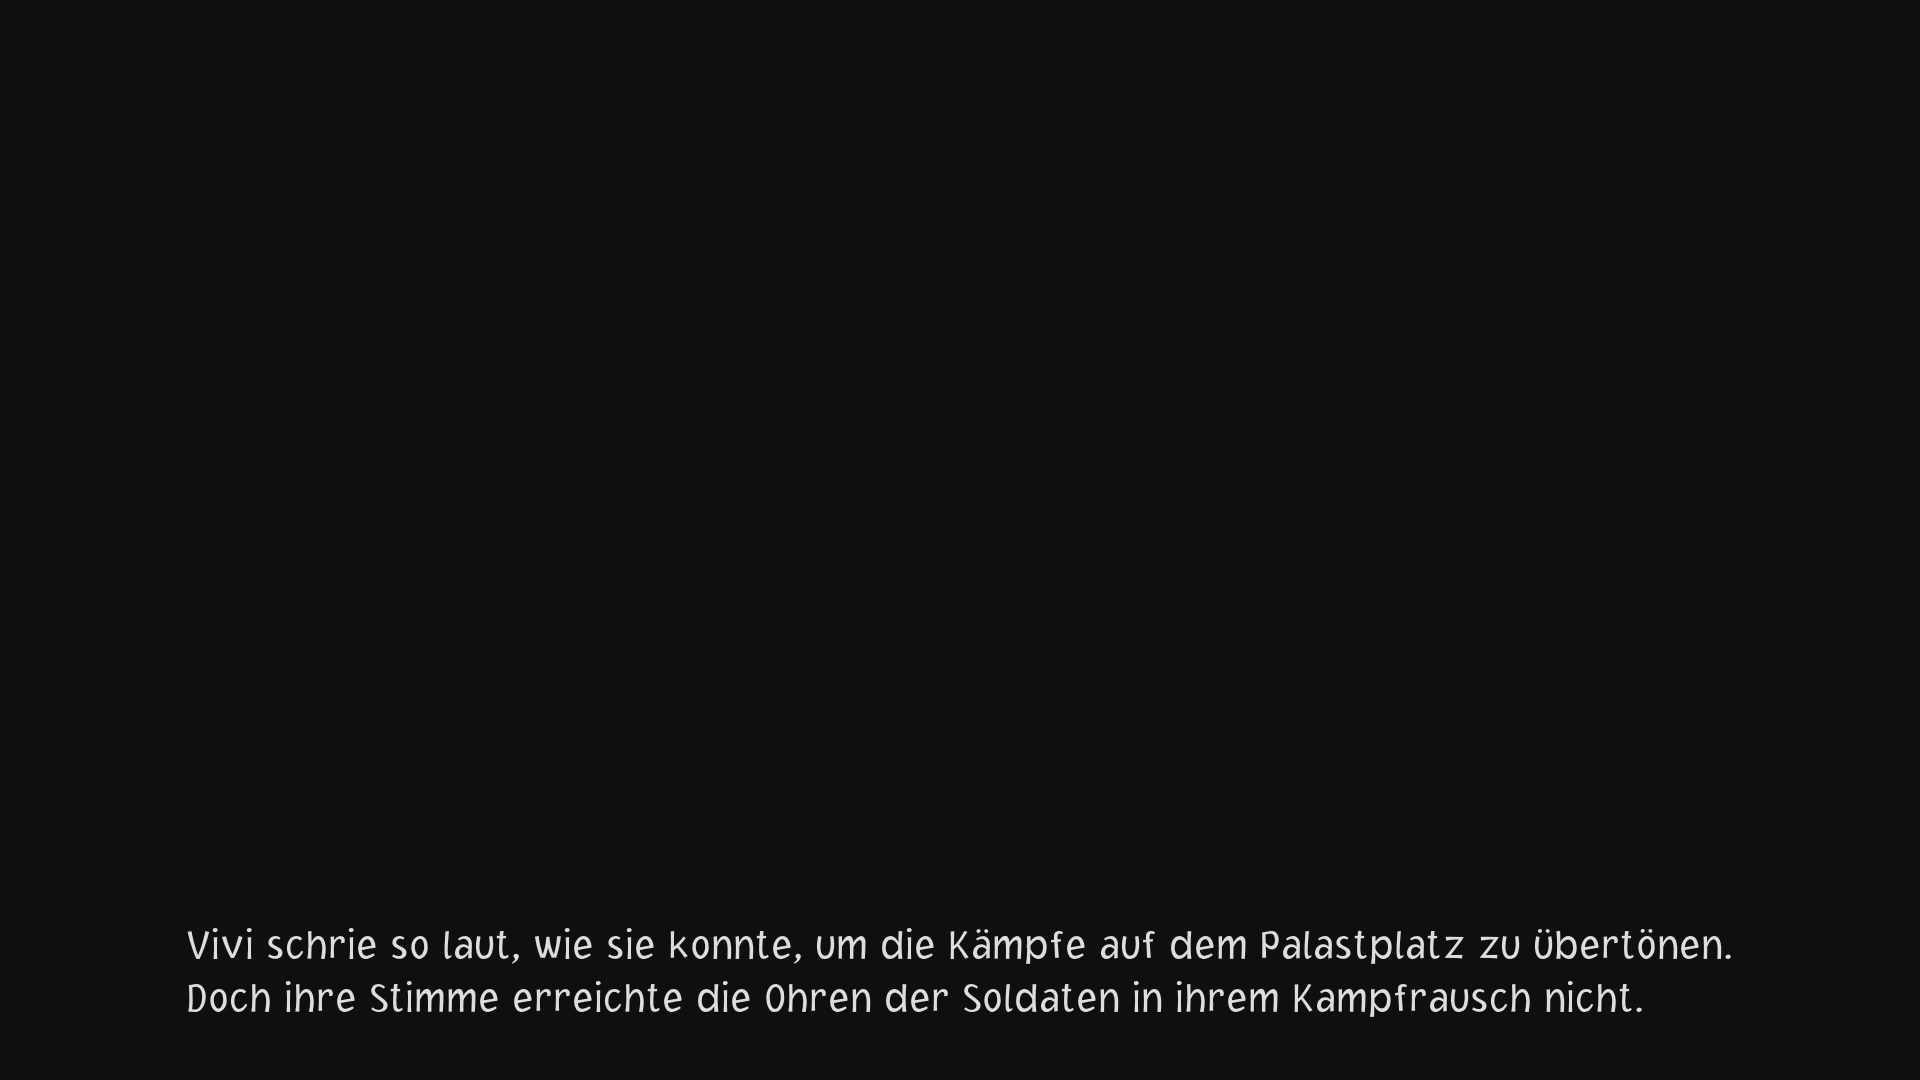 Vivi schrie so laut, wie sie konnte, um die Kämpfe auf dem Palastplatz zu übertönen.
Doch ihre Stimme erreichte die Ohren der Soldaten in ihrem Kampfrausch nicht.